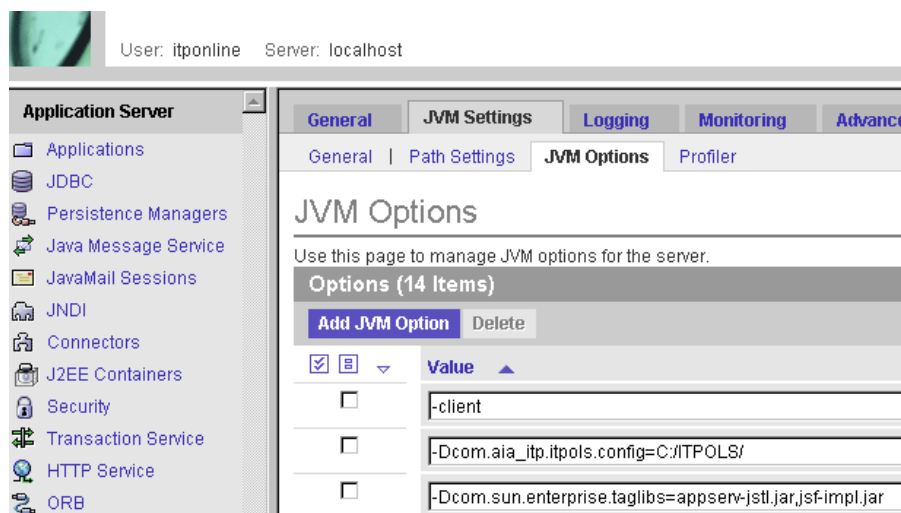 User: itponline Server: localhost
Application Server
Applications
JDBC
Persistence Managers
Java Message Service
JavaMail Sessions
JNDI
Connectors
J2EE Containers
Security
Transaction Service
HTTP Service
ORB
General JVM Settings Logging Monitoring Advance
General | Path Settings JVM Options Profiler
JVM Options
Use this page to manage JVM options for the server.
Options (14 Items)
Add JVM Option Delete
Value
-client
-Dcom.aia_itp.itpols.config=C:/ITPOLS/
-Dcom.sun.enterprise.taglibs=appserv-jstl.jar,jsf-impl.jar